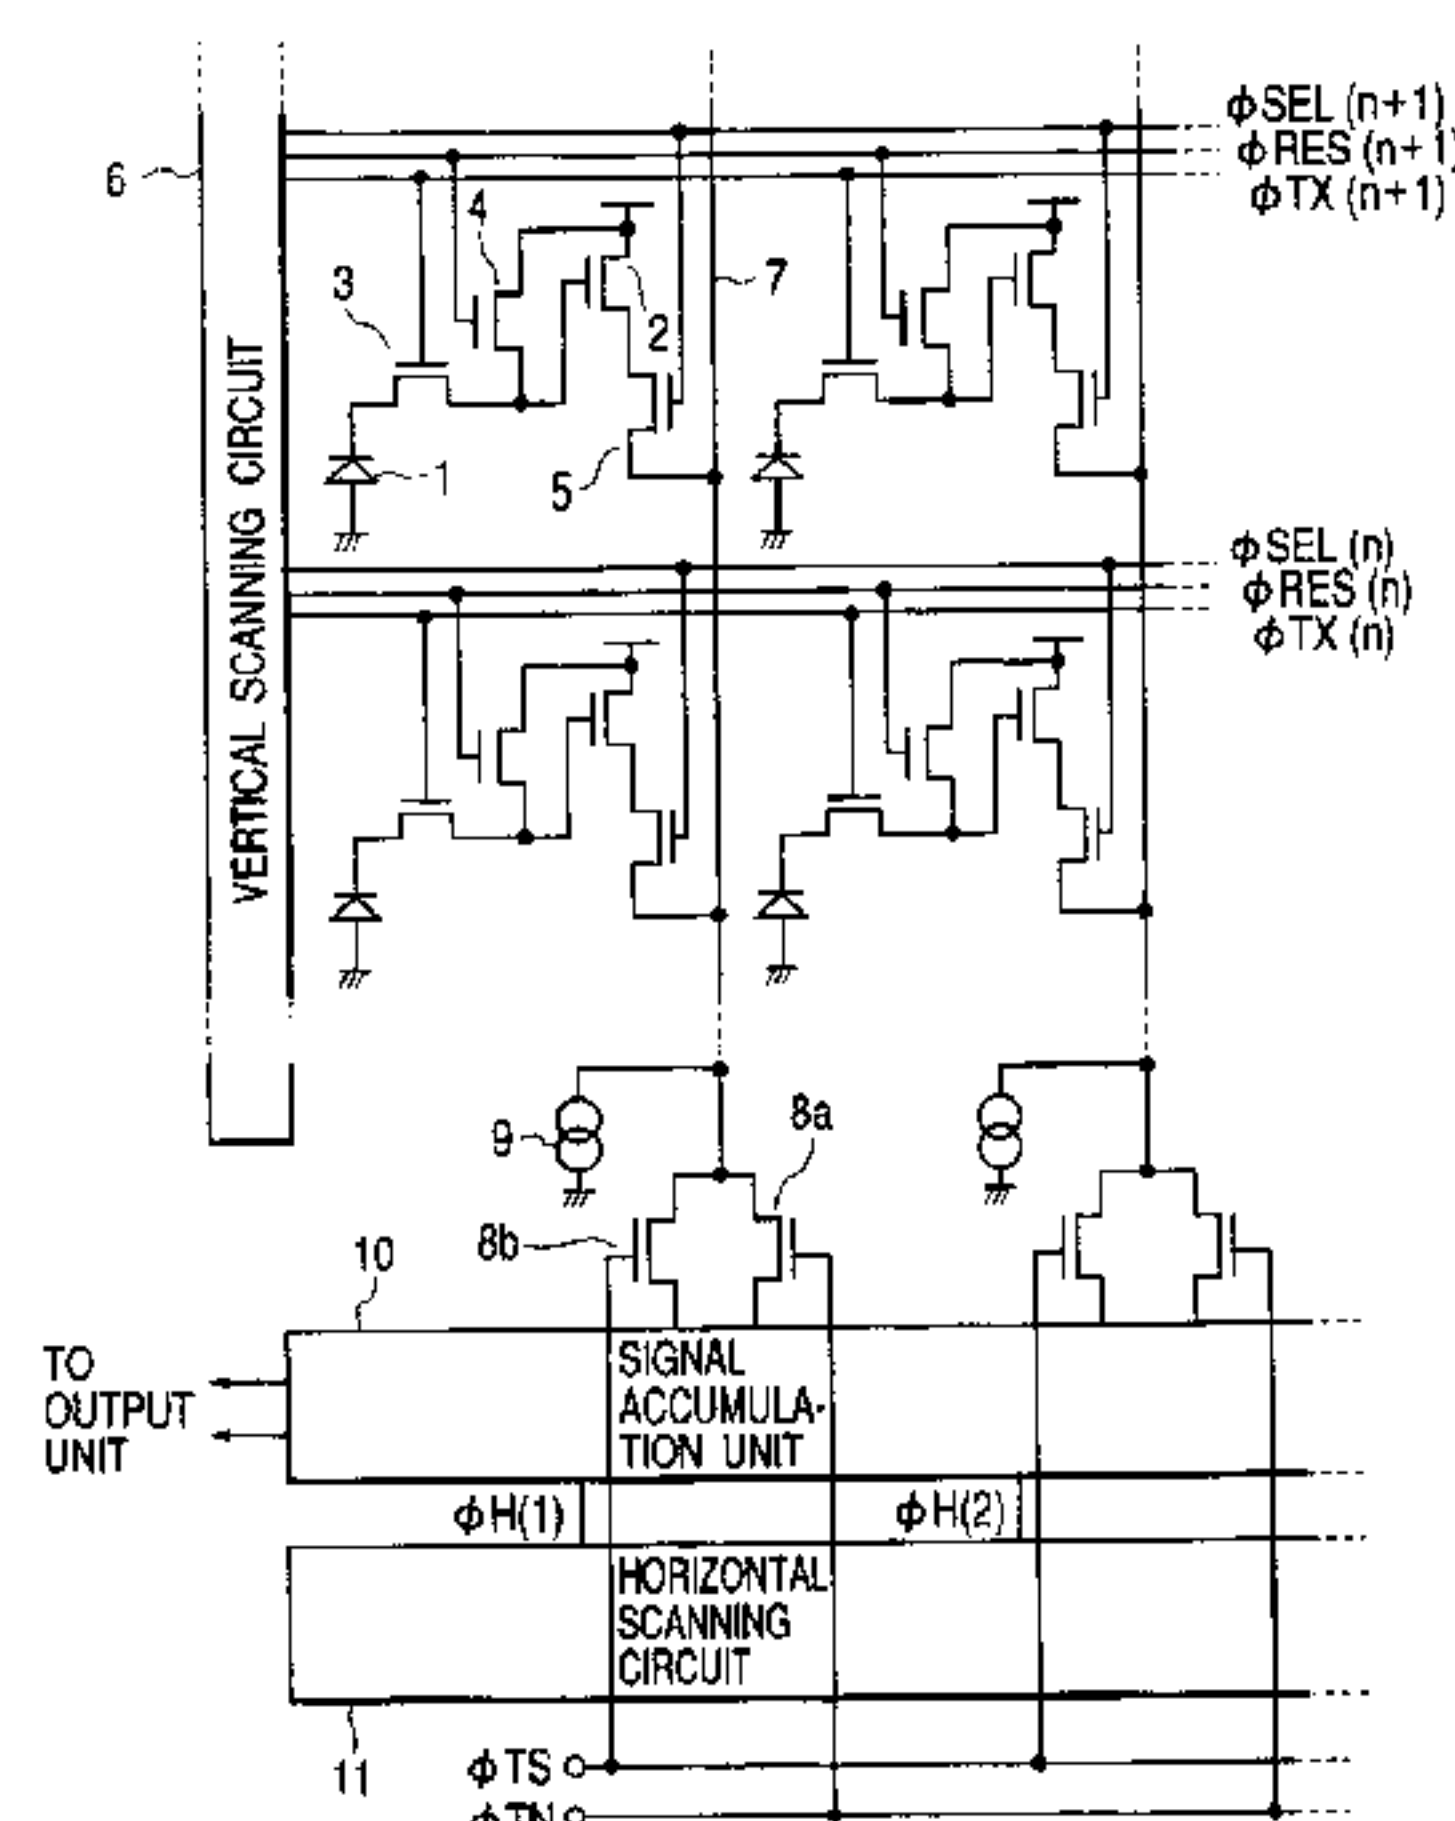 ϕSEL (n+1)
ϕRES (n+1)
ϕTX (n+1)
6
4
3
7
2
1
5
VERTICAL SCANNING CIRCUIT
ϕSEL (n)
ϕRES (n)
ϕTX (n)
9
8a
8b
10
TO
OUTPUT
UNIT
SIGNAL
ACCUMULA-
TION UNIT
ϕH(1)
ϕH(2)
HORIZONTAL
SCANNING
CIRCUIT
11
ϕTS
ϕTN